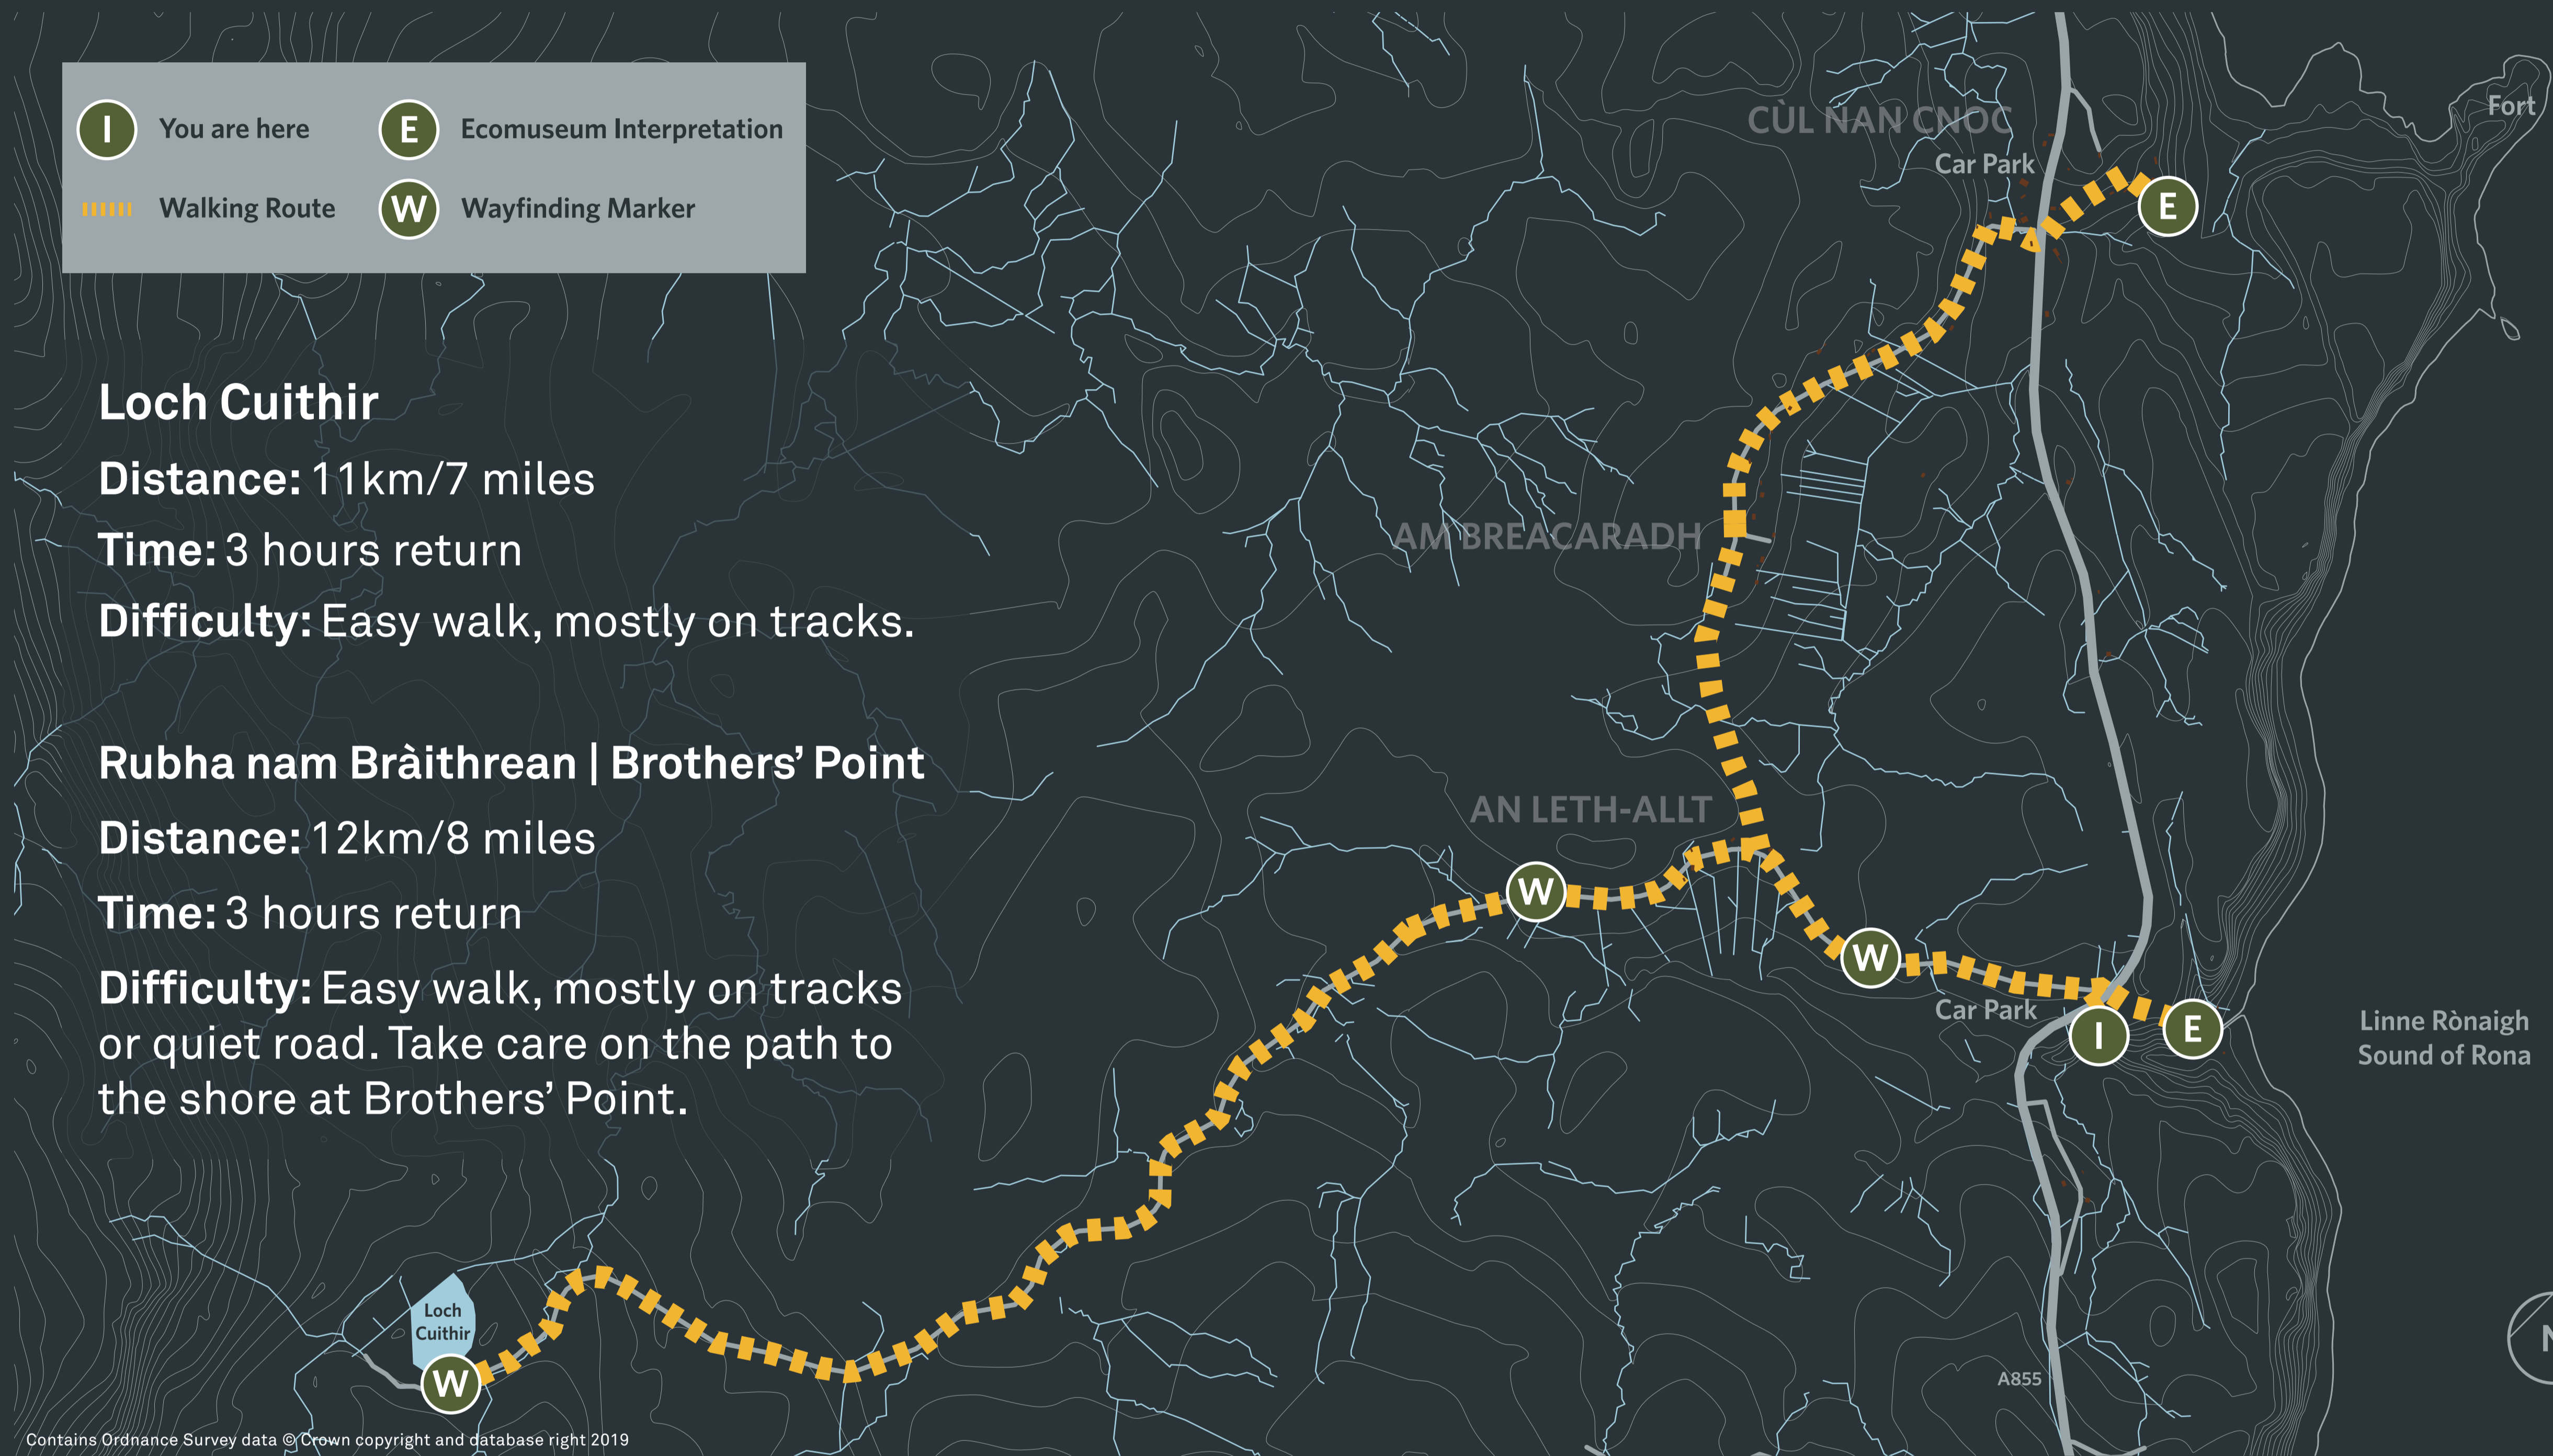 I You are here
E Ecomuseum Interpretation
Walking Route
W Wayfinding Marker
Loch Cuithir
Distance: 11km/7 miles
Time: 3 hours return
Difficulty: Easy walk, mostly on tracks.
Rubha nam Bràithrean | Brothers’ Point
Distance: 12km/8 miles
Time: 3 hours return
Difficulty: Easy walk, mostly on tracks
or quiet road. Take care on the path to
the shore at Brothers’ Point.
CÙL NAN CNOC
Fort
Car Park
E
AM BREACARADH
AN LETH-ALLT
W
W
Car Park
I
E
Linne Rònaigh
Sound of Rona
Loch
Cuithir
W
A855
N
Contains Ordnance Survey data © Crown copyright and database right 2019